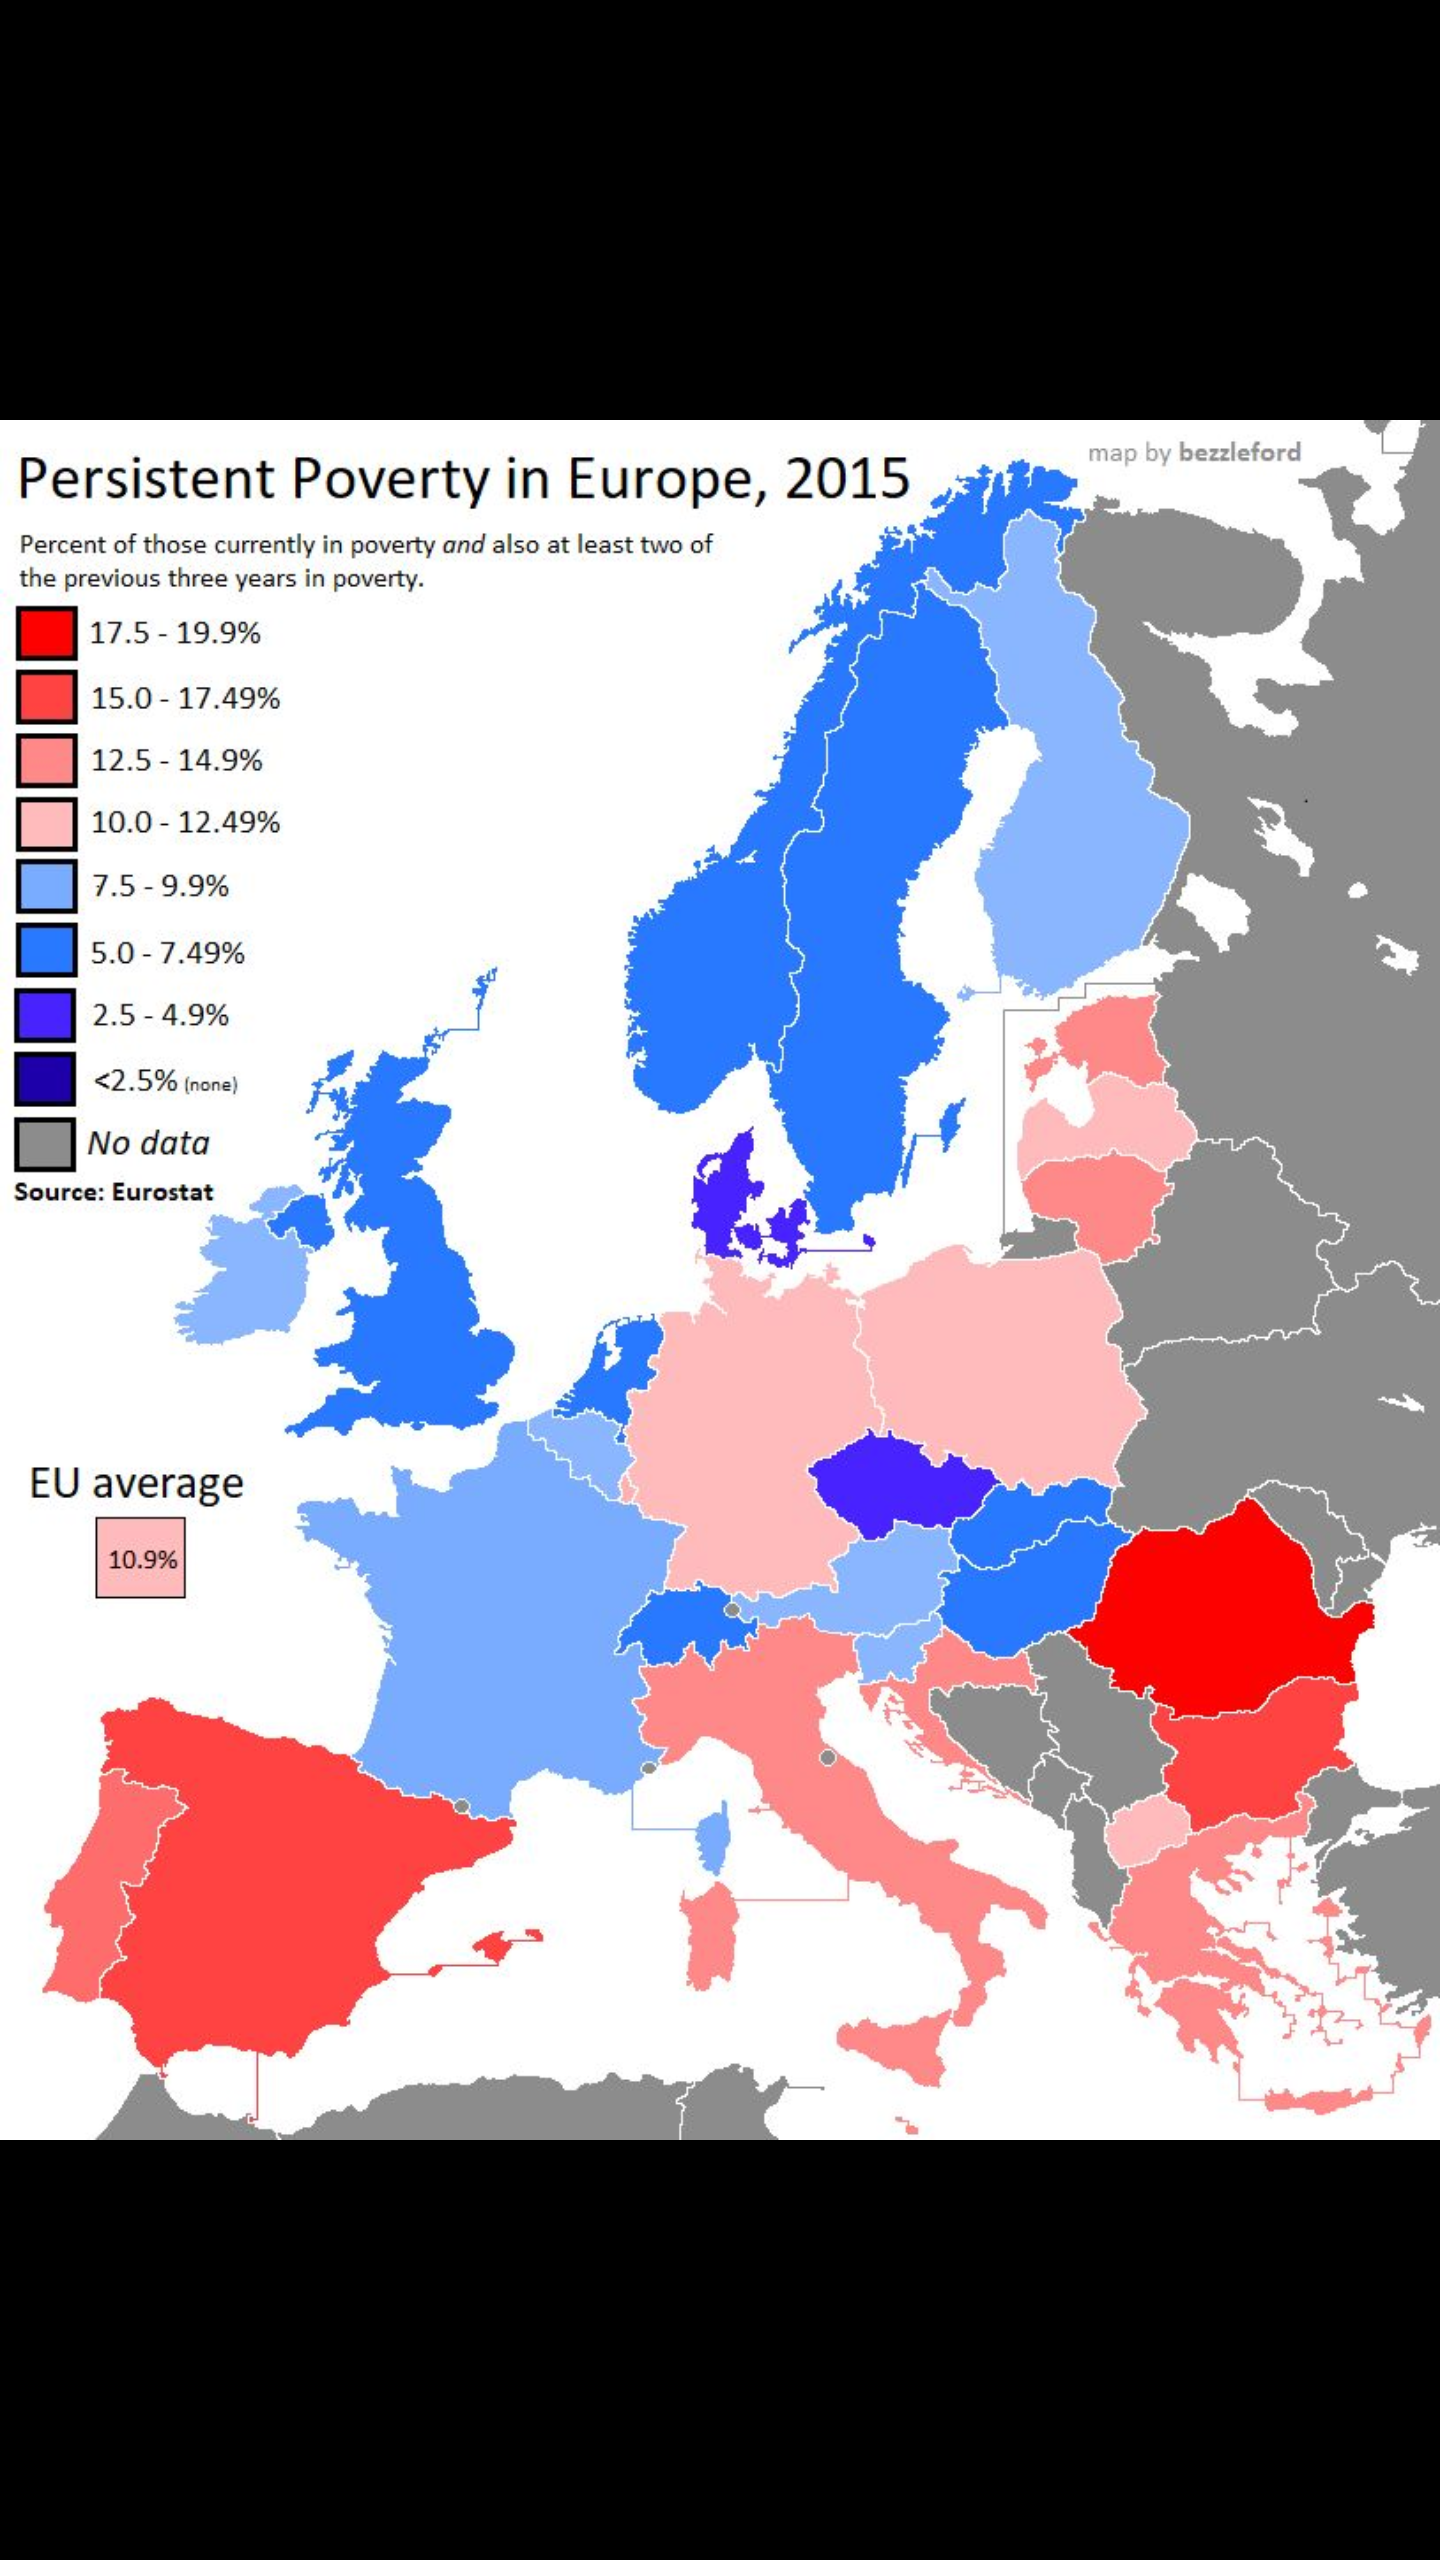 Persistent Poverty in Europe, 2015
map by bezzleford
Percent of those currently in poverty and also at least two of
the previous three years in poverty.
17.5 - 19.9%
15.0 - 17.49%
12.5 - 14.9%
10.0 - 12.49%
7.5 - 9.9%
5.0 - 7.49%
2.5 - 4.9%
<2.5% (none)
No data
Source: Eurostat
EU average
10.9%